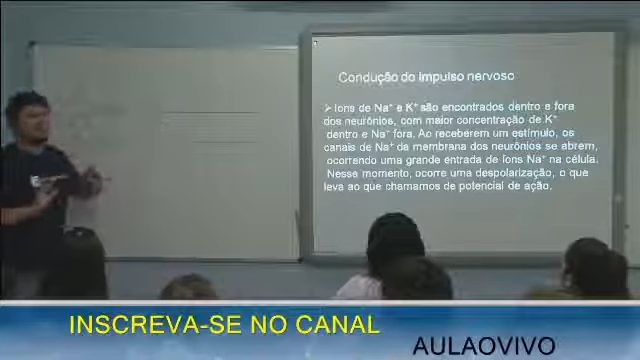 Condução do impulso nervoso
➢ Íons de Na⁺ e K⁺ são encontrados dentro e fora
dos neurônios, com maior concentração de K⁺
dentro e Na⁺ fora. Ao receberem um estímulo, os
canais de Na⁺ da membrana dos neurônios se abrem,
ocorrando uma grande entrada de íons Na⁺ na célula.
Nesse momento, ocorre uma despolarização, o que
leva ao que chamamos de potencial de ação.
INSCREVA-SE NO CANAL
AULAOVIVO